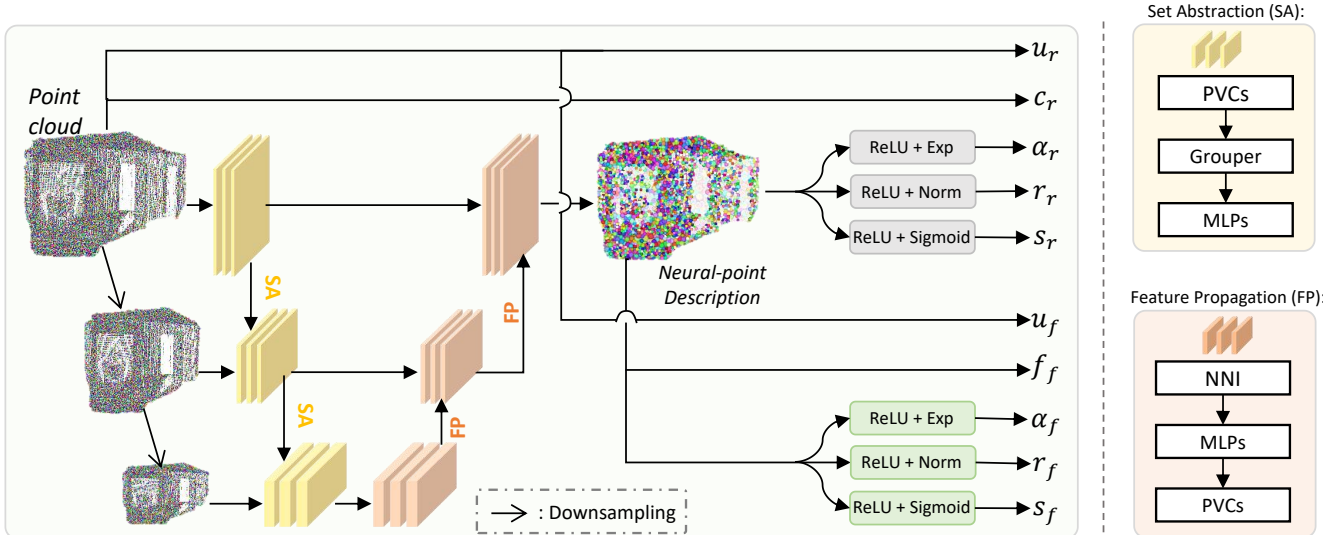 Point
cloud
SA
SA
FP
FP
Neural-point
Description
ReLU + Exp
ReLU + Norm
ReLU + Sigmoid
ReLU + Exp
ReLU + Norm
ReLU + Sigmoid
u_r
c_r
α_r
r_r
s_r
u_f
f_f
α_f
r_f
s_f
: Downsampling
Set Abstraction (SA):
PVCs
Grouper
MLPs
Feature Propagation (FP):
NNI
MLPs
PVCs